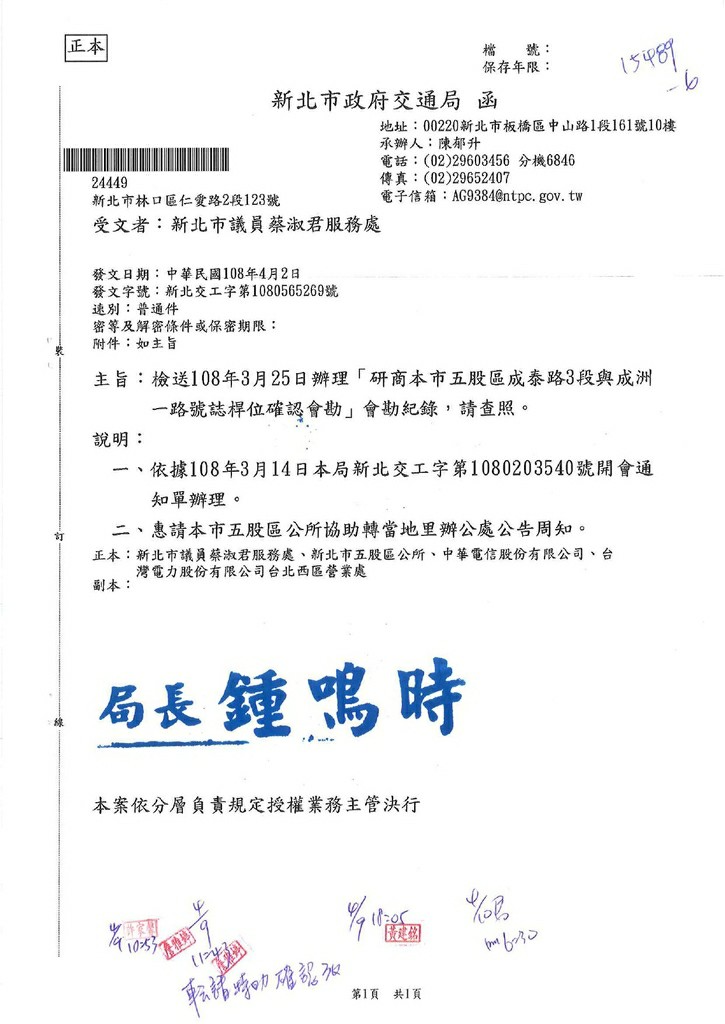 正本
檔　　號：
保存年限：
15489
-6
新北市政府交通局　函
地址：00220新北市板橋區中山路1段161號10樓
承辦人：陳郁升
電話：(02)29603456 分機6846
傳真：(02)29652407
電子信箱：AG9384@ntpc.gov.tw
24449
新北市林口區仁愛路2段123號
受文者：新北市議員蔡淑君服務處
發文日期：中華民國108年4月2日
發文字號：新北交工字第1080565269號
速別：普通件
密等及解密條件或保密期限：
附件：如主旨
裝
主旨：檢送108年3月25日辦理「研商本市五股區成泰路3段與成洲
一路號誌桿位確認會勘」會勘紀錄，請查照。
說明：
一、依據108年3月14日本局新北交工字第1080203540號開會通
知單辦理。
訂
二、惠請本市五股區公所協助轉當地里辦公處公告周知。
正本：新北市議員蔡淑君服務處、新北市五股區公所、中華電信股份有限公司、台
灣電力股份有限公司台北西區營業處
副本：
局長 鍾鳴時
線
本案依分層負責規定授權業務主管決行
4/9 10:53
4/9
11:43
4/9 18:05
黃建銘
第1頁　共1頁